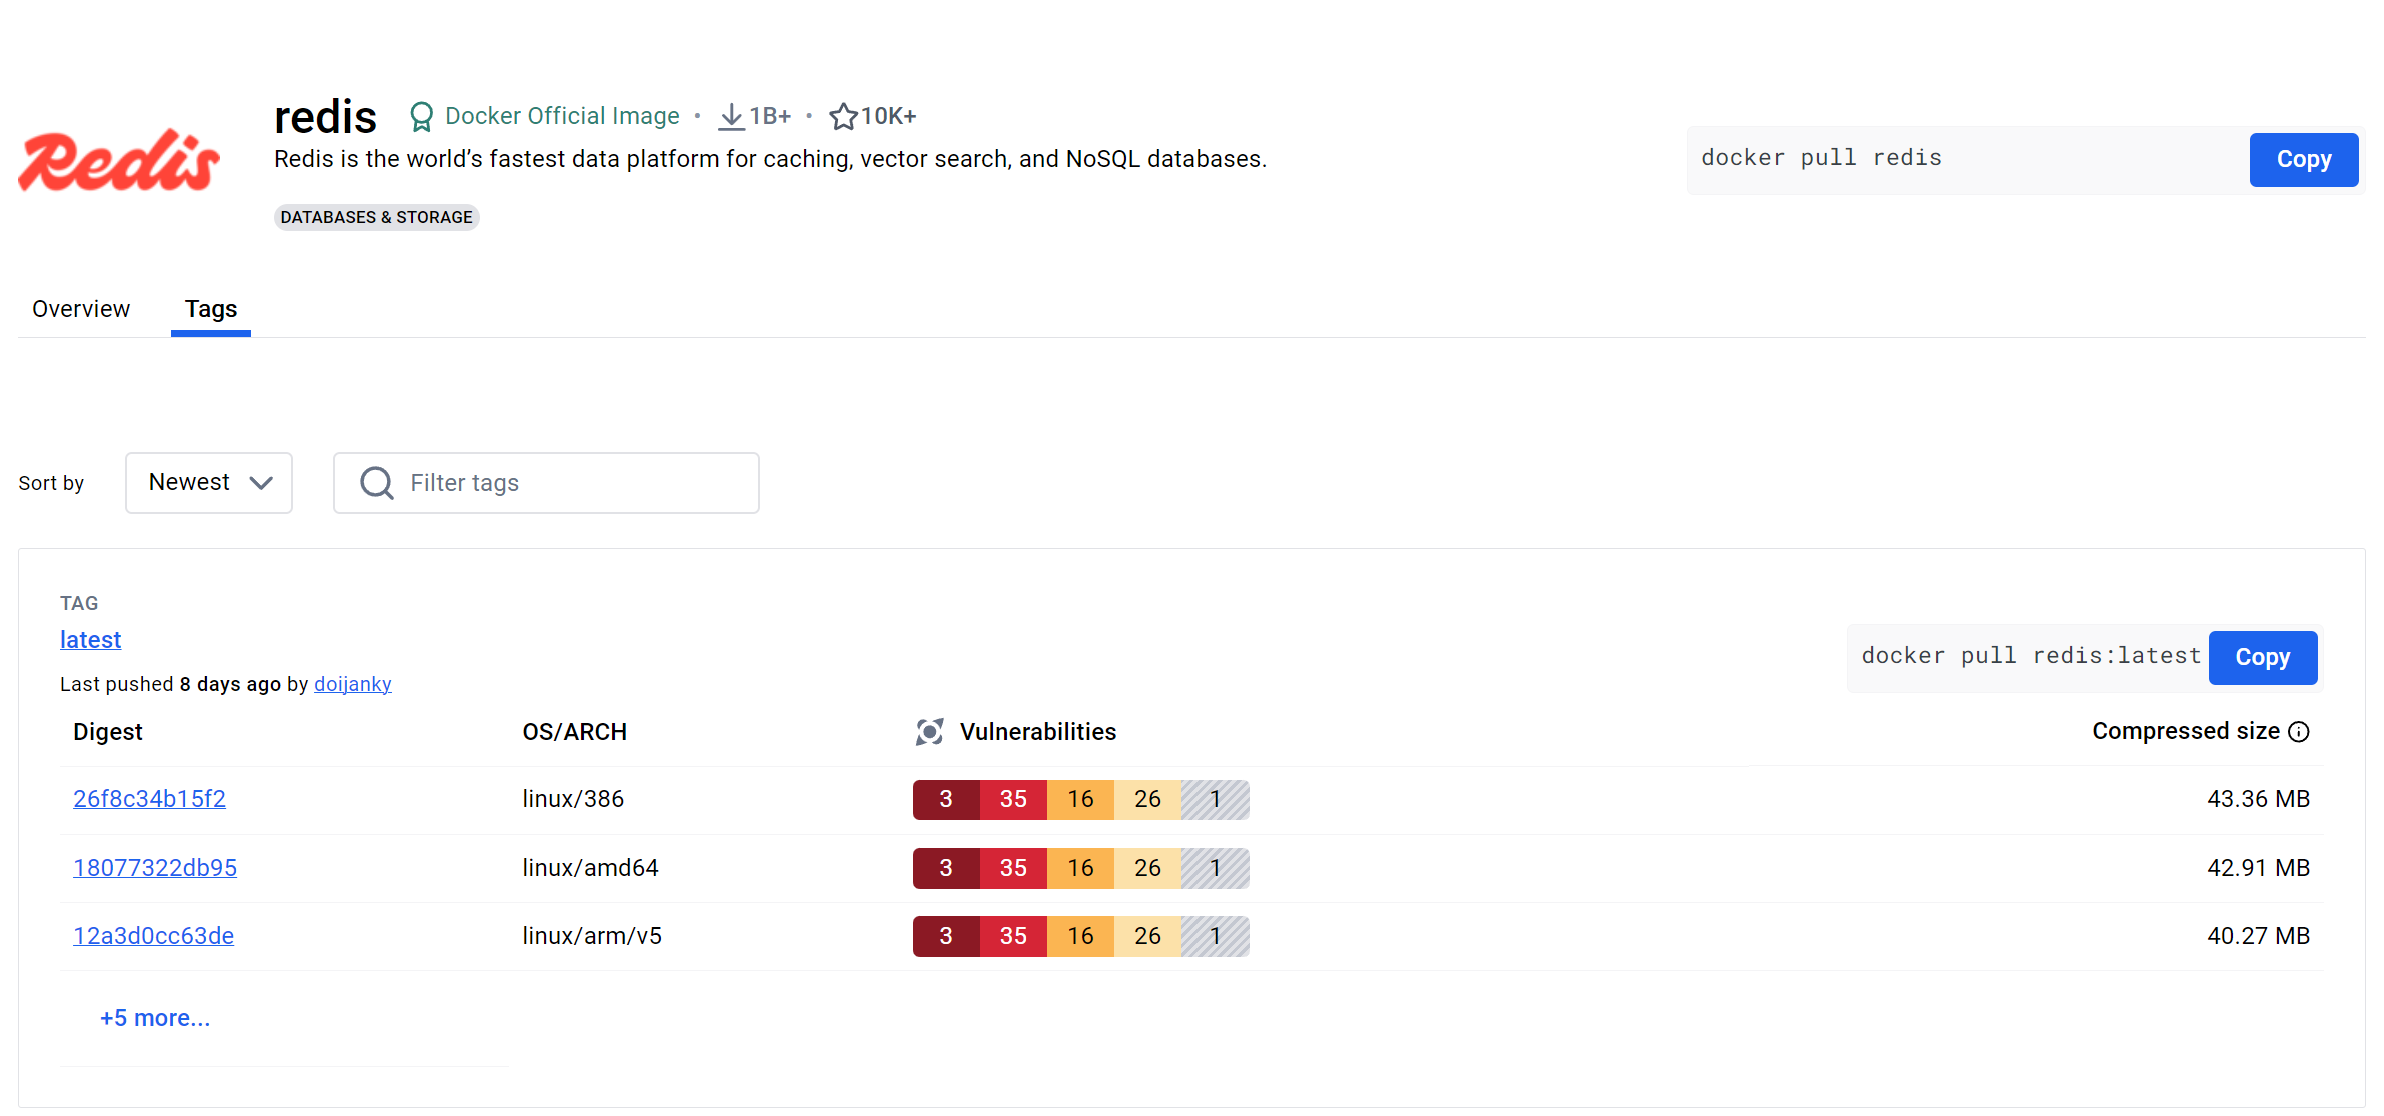 Redis
redis Docker Official Image • 1B+ • 10K+
Redis is the world’s fastest data platform for caching, vector search, and NoSQL databases.
DATABASES & STORAGE
docker pull redis Copy
Overview Tags
Sort by Newest Filter tags
TAG
latest
Last pushed 8 days ago by doijanky
docker pull redis:latest Copy
Digest OS/ARCH Vulnerabilities Compressed size
26f8c34b15f2 linux/386 3 35 16 26 1 43.36 MB
18077322db95 linux/amd64 3 35 16 26 1 42.91 MB
12a3d0cc63de linux/arm/v5 3 35 16 26 1 40.27 MB
+5 more...